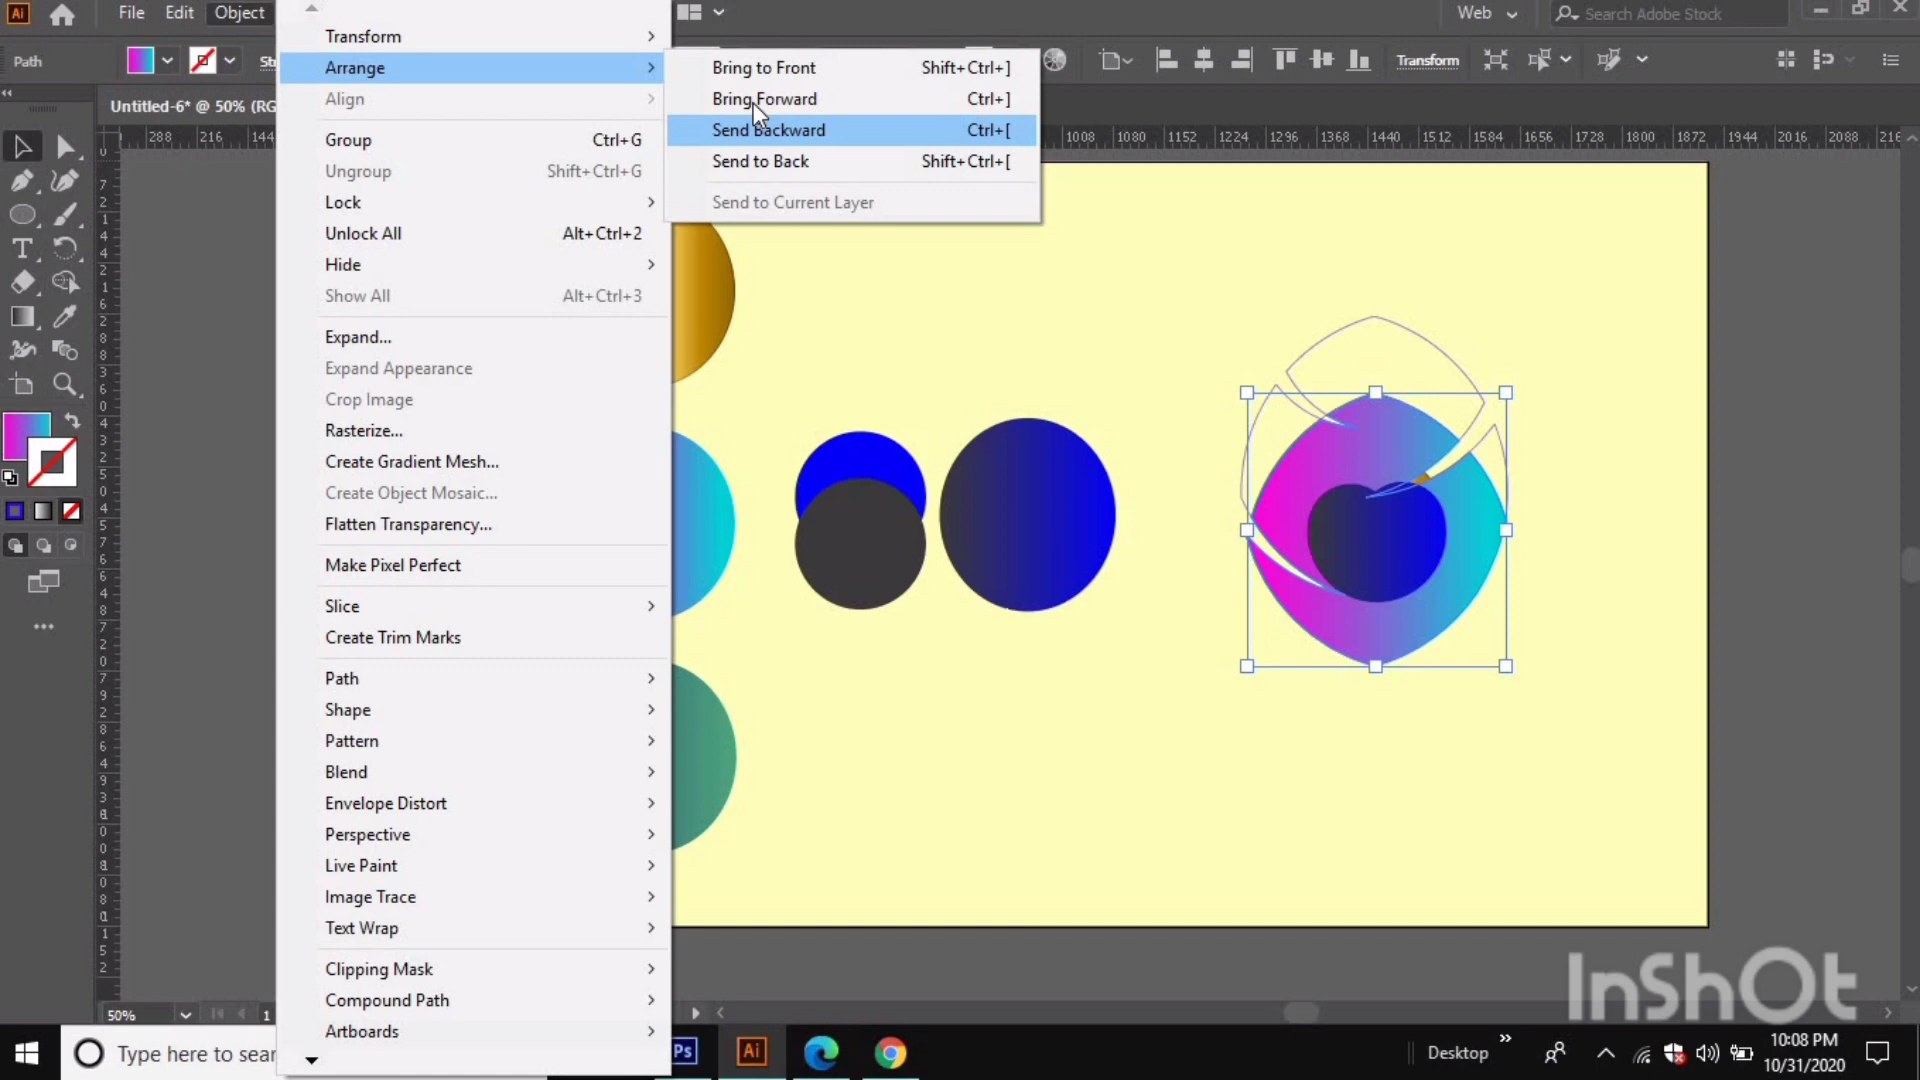 Ai File Edit Object Web Search Adobe Stock
Path Transform
Untitled-6* @ 50% (RG
288 216 144 1008 1080 1152 1224 1296 1368 1440 1512 1584 1656 1728 1800 1872 1944 2016 2088 216
Transform
Arrange
Align
Group Ctrl+G
Ungroup Shift+Ctrl+G
Lock
Unlock All Alt+Ctrl+2
Hide
Show All Alt+Ctrl+3
Expand...
Expand Appearance
Crop Image
Rasterize...
Create Gradient Mesh...
Create Object Mosaic...
Flatten Transparency...
Make Pixel Perfect
Slice
Create Trim Marks
Path
Shape
Pattern
Blend
Envelope Distort
Perspective
Live Paint
Image Trace
Text Wrap
Clipping Mask
Compound Path
Artboards
Bring to Front Shift+Ctrl+]
Bring Forward Ctrl+]
Send Backward Ctrl+[
Send to Back Shift+Ctrl+[
Send to Current Layer
InShOt
50% 1
Type here to sear
Ps Ai
Desktop
10:08 PM
10/31/2020